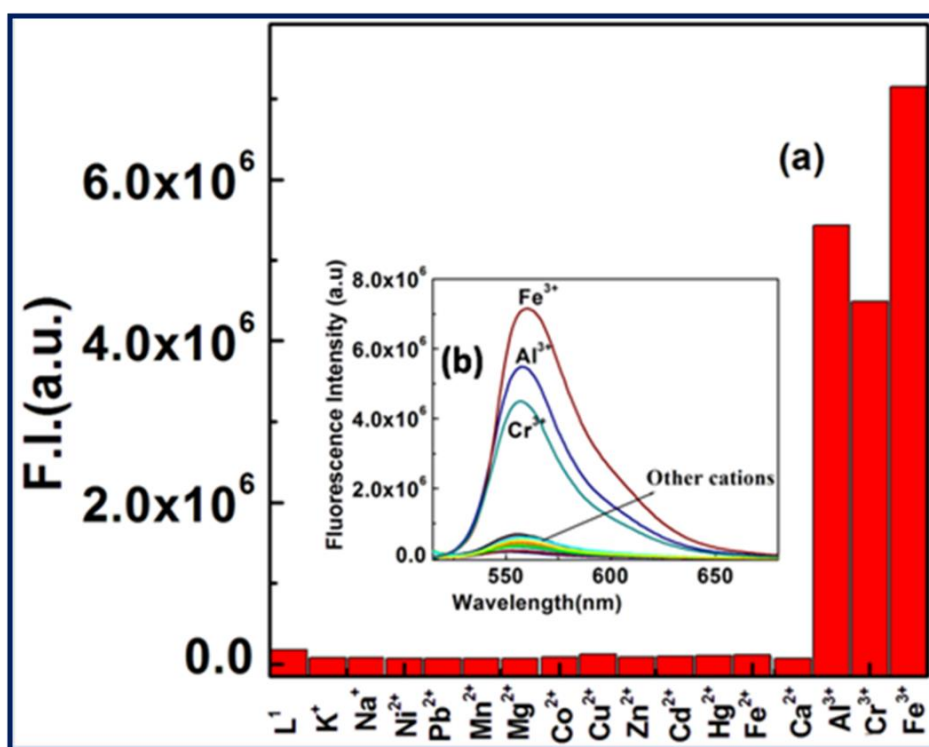 F.I.(a.u.)
6.0x10⁶
4.0x10⁶
2.0x10⁶
0.0
(a)
Fluorescence Intensity (a.u)
8.0x10⁶
6.0x10⁶
4.0x10⁶
2.0x10⁶
0.0
(b)
Fe³⁺
Al³⁺
Cr³⁺
Other cations
550 600 650
Wavelength(nm)
L¹ K⁺ Na⁺ Ni²⁺ Pb²⁺ Mn²⁺ Mg²⁺ Co²⁺ Cu²⁺ Zn²⁺ Cd²⁺ Hg²⁺ Fe²⁺ Ca²⁺ Al³⁺ Cr³⁺ Fe³⁺